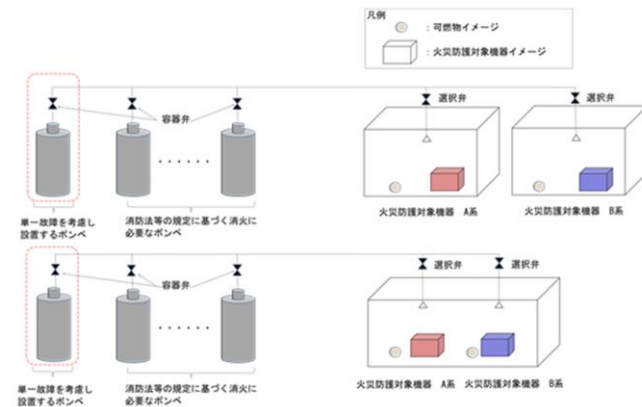 凡例
：可燃物イメージ
：火災防護対象機器イメージ
選択弁
選択弁
容器弁
単一故障を考慮し
設置するボンベ
消防法等の規定に基づく消火に
必要なボンベ
火災防護対象機器 A系
火災防護対象機器 B系
選択弁
選択弁
容器弁
単一故障を考慮し
設置するボンベ
消防法等の規定に基づく消火に
必要なボンベ
火災防護対象機器 A系
火災防護対象機器 B系